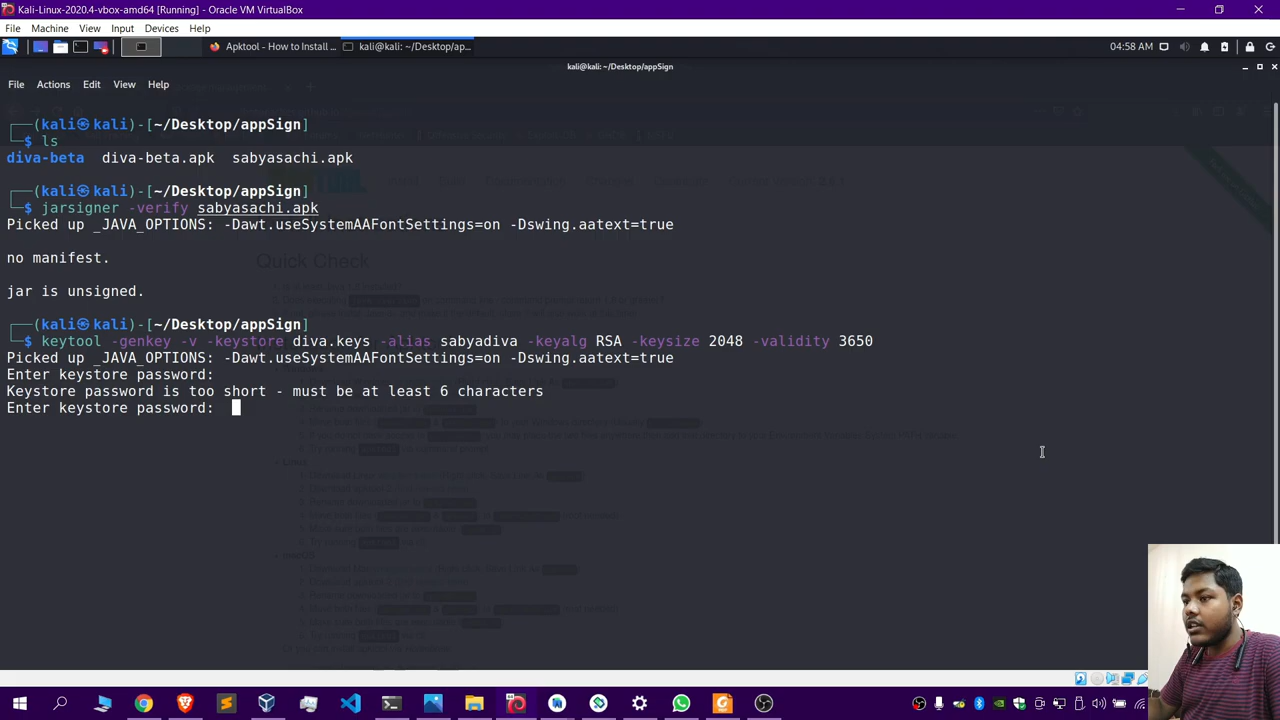 Kali-Linux-2020.4-vbox-amd64 [Running] - Oracle VM VirtualBox
File Machine View Input Devices Help
Apktool - How to Install ... kali@kali: ~/Desktop/ap... 04:58 AM
kali@kali: ~/Desktop/appSign
File Actions Edit View Help
┌──(kali㉿kali)-[~/Desktop/appSign]
└─$ ls
diva-beta diva-beta.apk sabyasachi.apk
┌──(kali㉿kali)-[~/Desktop/appSign]
└─$ jarsigner -verify sabyasachi.apk
Picked up _JAVA_OPTIONS: -Dawt.useSystemAAFontSettings=on -Dswing.aatext=true
no manifest.
jar is unsigned.
┌──(kali㉿kali)-[~/Desktop/appSign]
└─$ keytool -genkey -v -keystore diva.keys -alias sabyadiva -keyalg RSA -keysize 2048 -validity 3650
Picked up _JAVA_OPTIONS: -Dawt.useSystemAAFontSettings=on -Dswing.aatext=true
Enter keystore password:
Keystore password is too short - must be at least 6 characters
Enter keystore password:
Quick Check